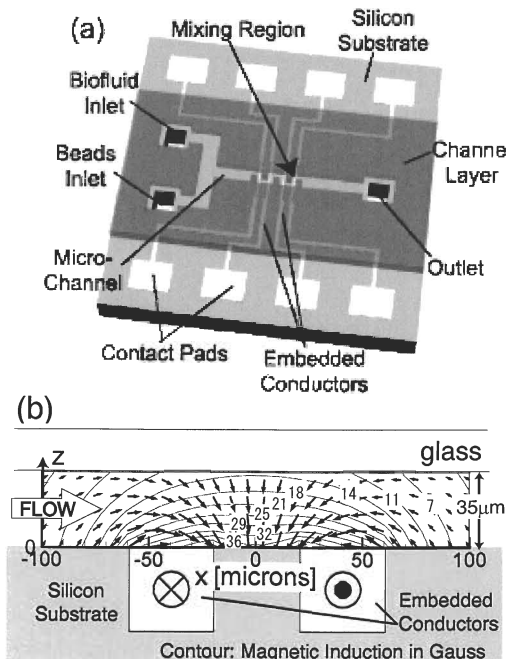 (a)
Mixing Region
Silicon
Substrate
Biofluid
Inlet
Beads
Inlet
Channel
Layer
Micro-
Channel
Outlet
Contact Pads
Embedded
Conductors
(b)
z
glass
FLOW
18
14
11
7
21
25
29
32
36
35μm
0
-100
-50
0
50
100
x [microns]
Silicon
Substrate
Embedded
Conductors
Contour: Magnetic Induction in Gauss